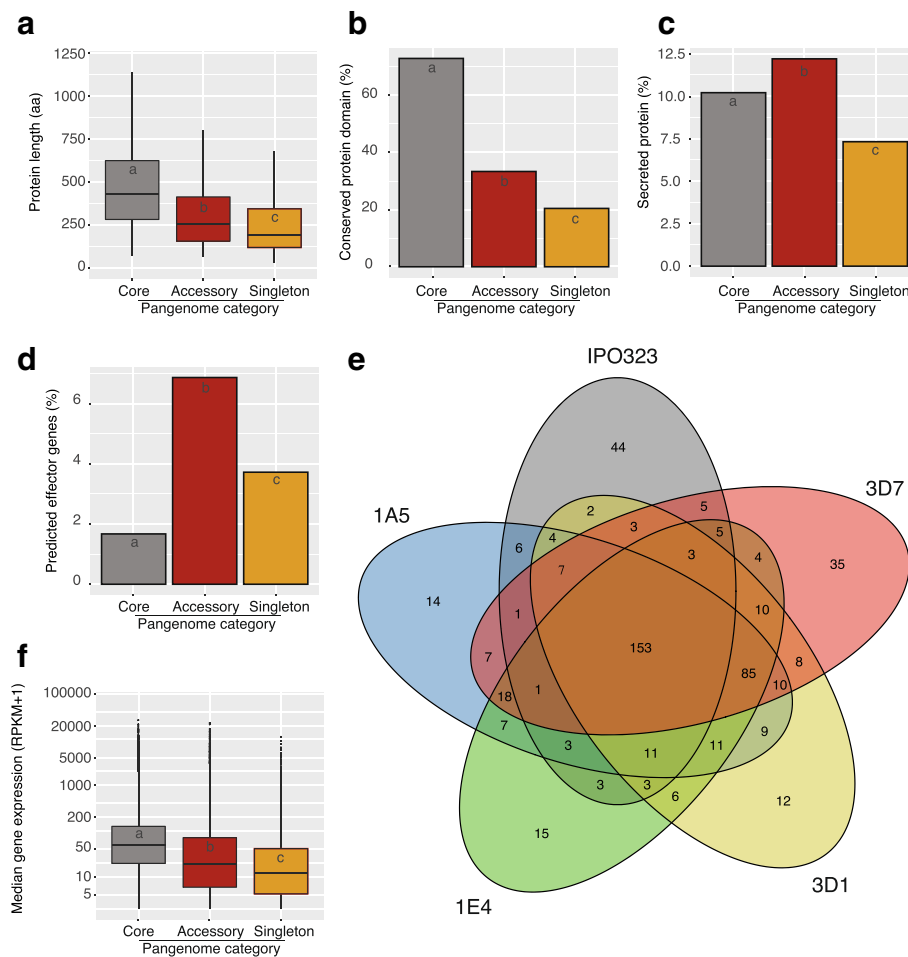 a
Protein length (aa)
1250
1000
750
500
250
0
a
b
c
Core Accessory Singleton
Pangenome category
b
Conserved protein domain (%)
60
40
20
0
a
b
c
Core Accessory Singleton
Pangenome category
c
Secreted protein (%)
12.5
10.0
7.5
5.0
2.5
0.0
a
b
c
Core Accessory Singleton
Pangenome category
d
Predicted effector genes (%)
6
4
2
0
a
b
c
Core Accessory Singleton
Pangenome category
e
IPO323
3D7
1A5
1E4
3D1
44
2
5
3
5
4
6
3
4
35
7
14
10
1
153
7
8
85
1
10
18
7
9
3
11
11
3
3
6
12
15
f
Median gene expression (RPKM+1)
100000
20000
5000
1000
200
50
10
5
a
b
c
Core Accessory Singleton
Pangenome category